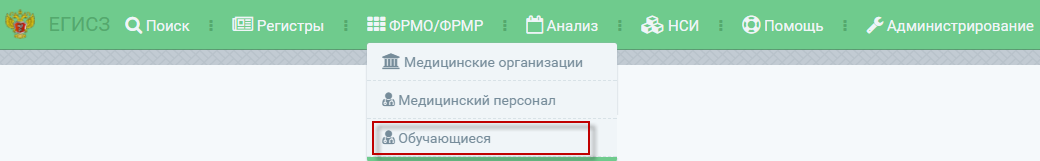 ЕГИСЗ Поиск Регистры ФРМО/ФРМР Анализ НСИ Помощь Администрирование
Медицинские организации
Медицинский персонал
Обучающиеся